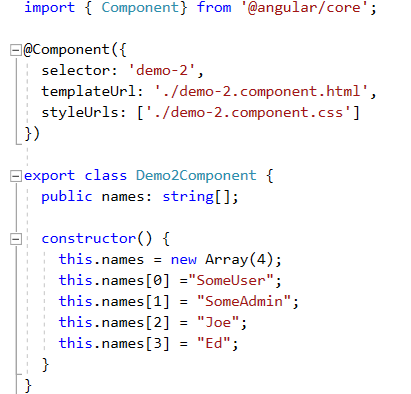 import { Component} from '@angular/core';
@Component({
  selector: 'demo-2',
  templateUrl: './demo-2.component.html',
  styleUrls: ['./demo-2.component.css']
})
export class Demo2Component {
  public names: string[];
  constructor() {
    this.names = new Array(4);
    this.names[0] ="SomeUser";
    this.names[1] = "SomeAdmin";
    this.names[2] = "Joe";
    this.names[3] = "Ed";
  }
}